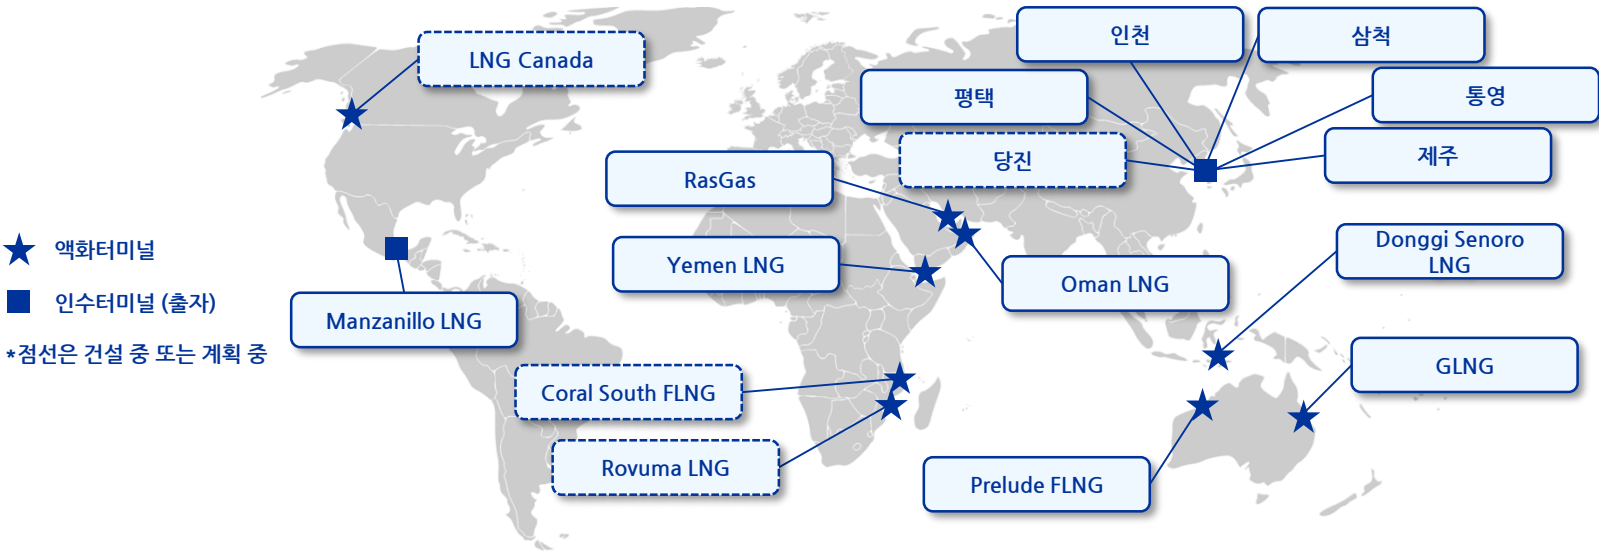 인천
삼척
LNG Canada
평택
통영
당진
제주
RasGas
액화터미널
Yemen LNG
Oman LNG
Donggi Senoro
LNG
인수터미널 (출자)
Manzanillo LNG
*점선은 건설 중 또는 계획 중
GLNG
Coral South FLNG
Rovuma LNG
Prelude FLNG